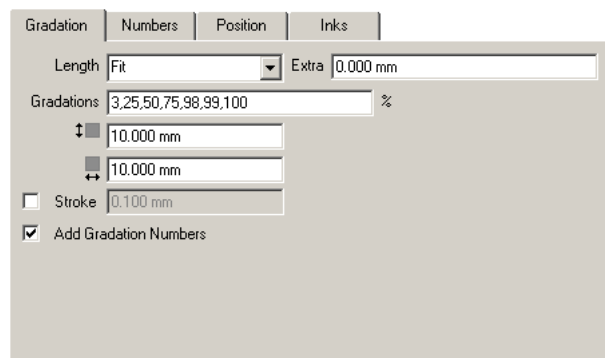 Gradation Numbers Position Inks
Length Fit Extra 0.000 mm
Gradations 3,25,50,75,98,99,100 %
10.000 mm
10.000 mm
Stroke 0.100 mm
Add Gradation Numbers